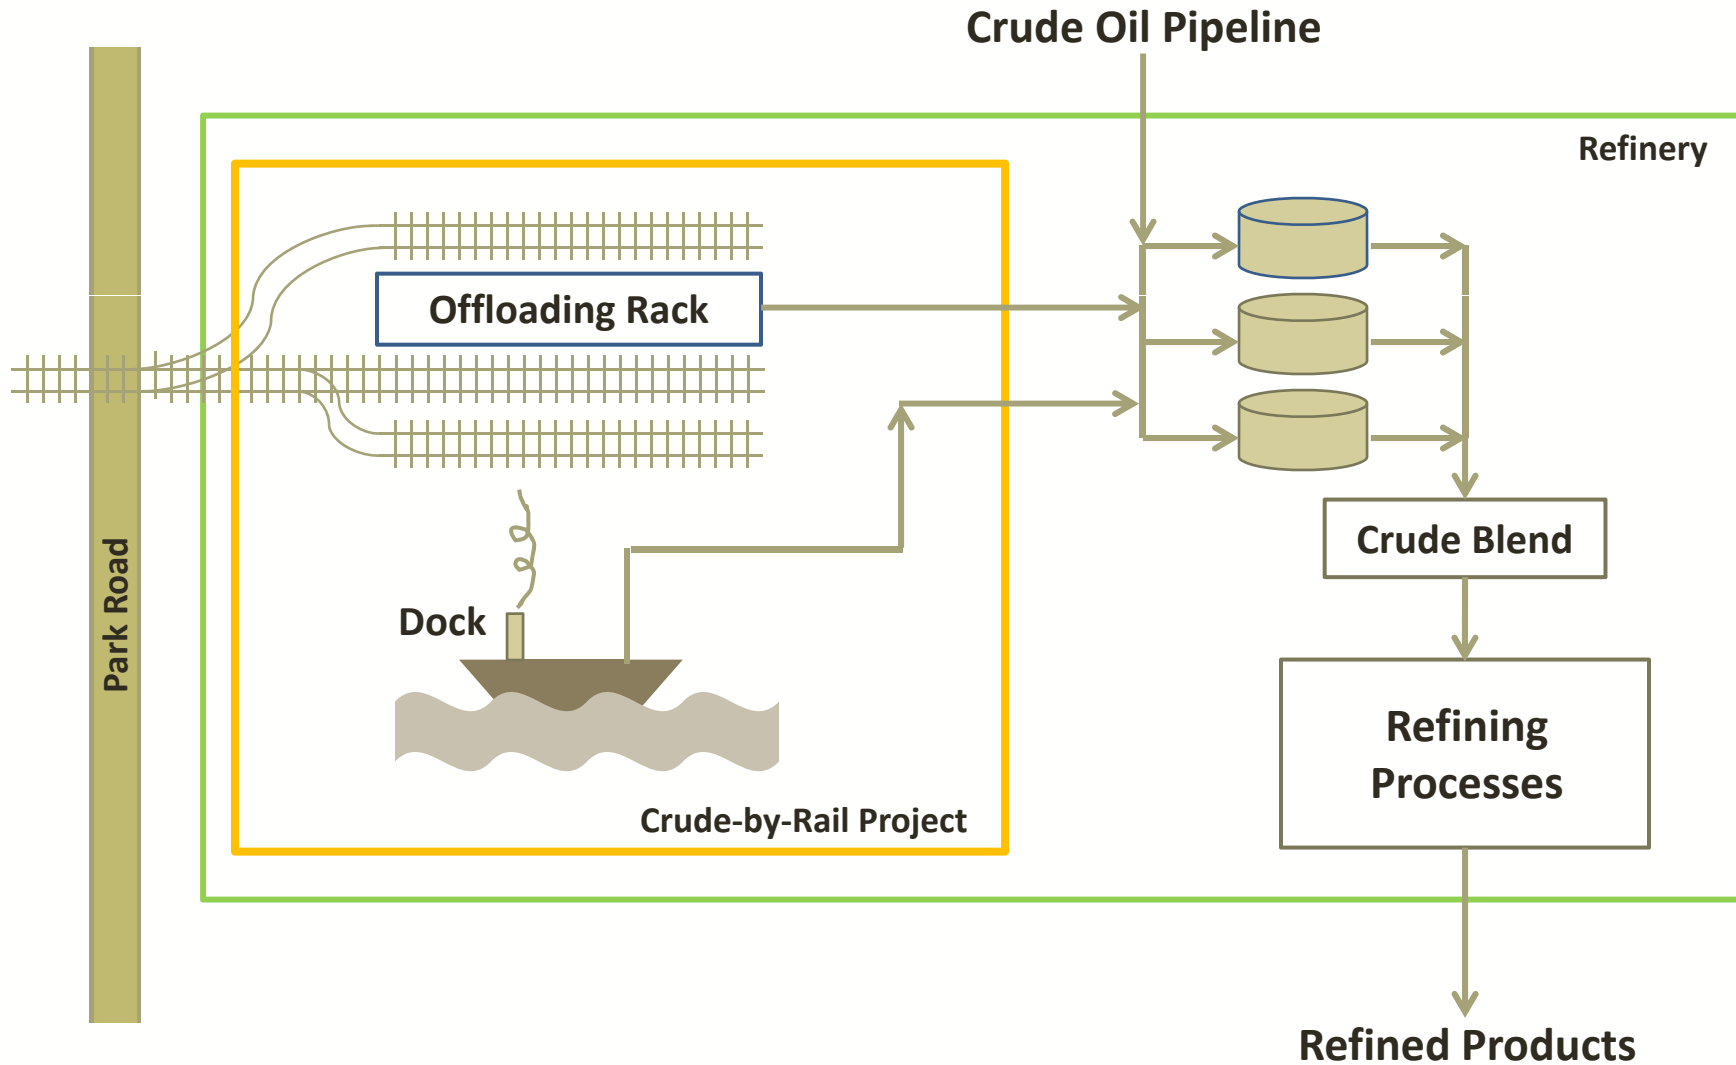 Crude Oil Pipeline
Refinery
Offloading Rack
Crude Blend
Park Road
Dock
Refining
Processes
Crude-by-Rail Project
Refined Products